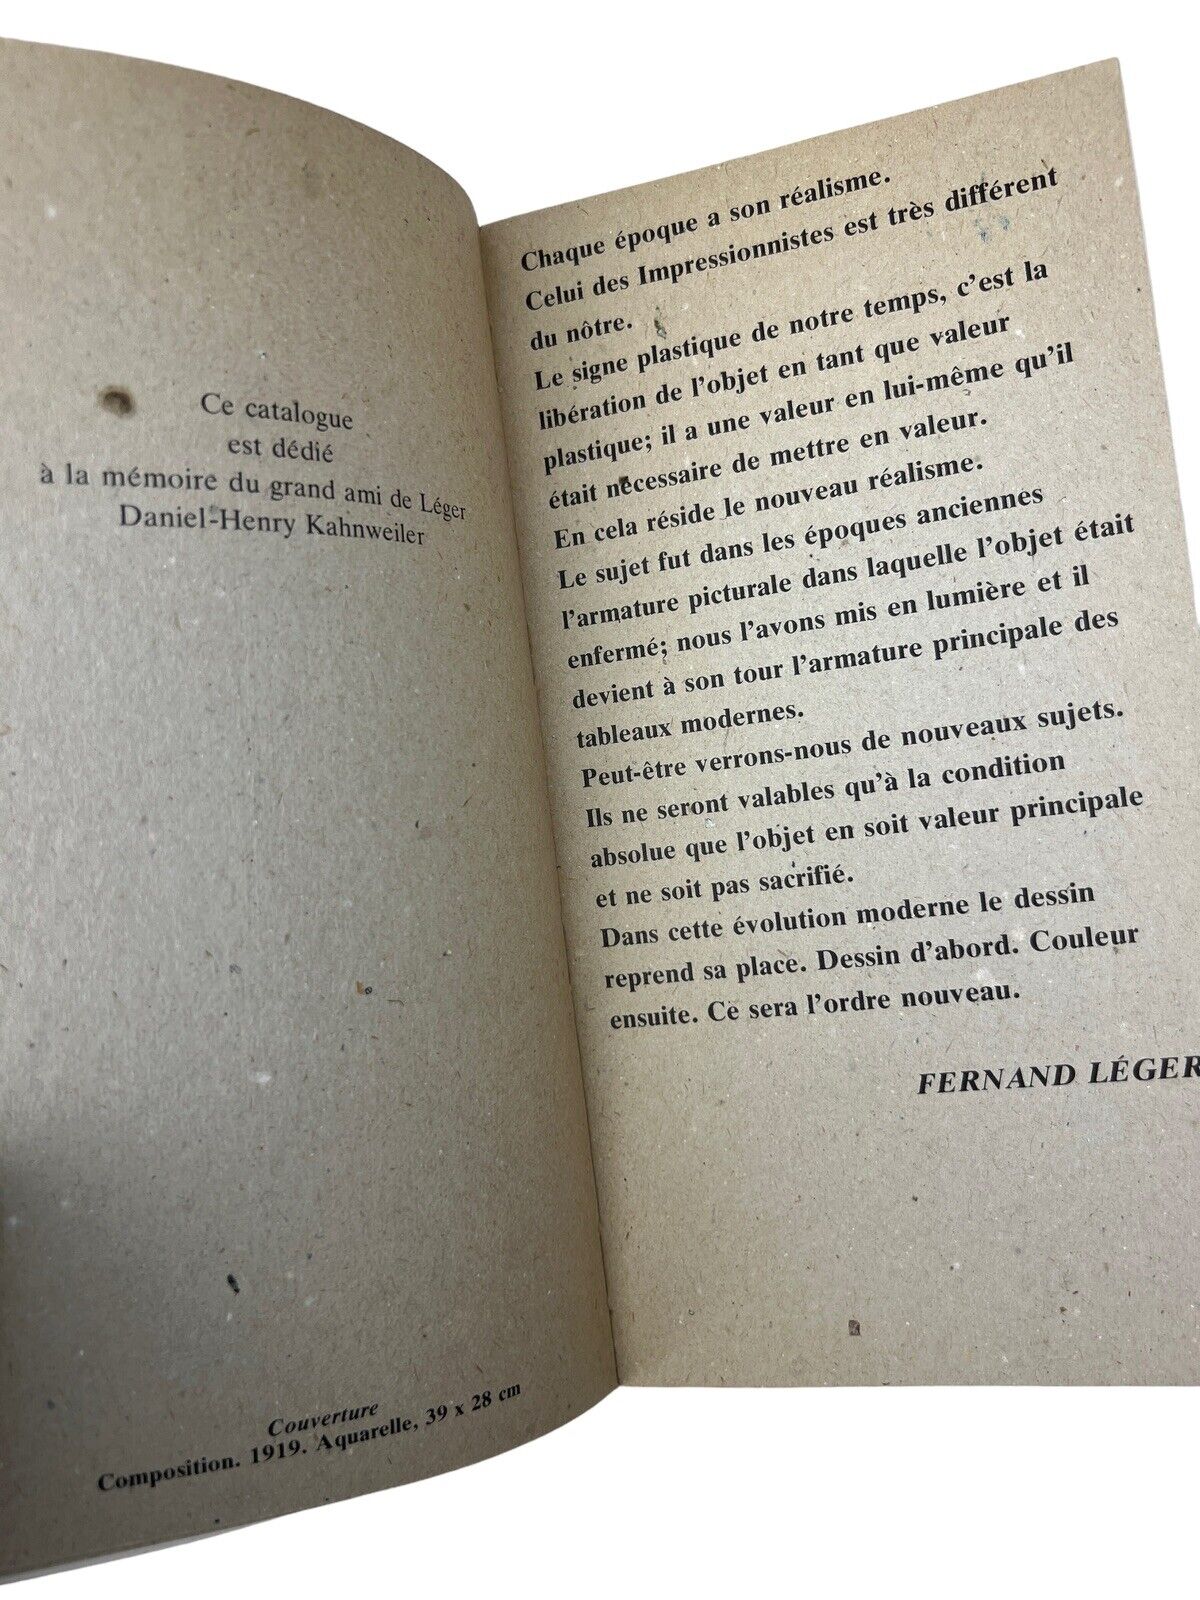 Ce catalogue
est dédié
à la mémoire du grand ami de Léger
Daniel-Henry Kahnweiler
Couverture
Composition. 1919. Aquarelle, 39 x 28 cm
Chaque époque a son réalisme.
Celui des Impressionnistes est très différent
du nôtre.
Le signe plastique de notre temps, c'est la
libération de l'objet en tant que valeur
plastique; il a une valeur en lui-même qu'il
était nécessaire de mettre en valeur.
En cela réside le nouveau réalisme.
Le sujet fut dans les époques anciennes
l'armature picturale dans laquelle l'objet était
enfermé; nous l'avons mis en lumière et il
devient à son tour l'armature principale des
tableaux modernes.
Peut-être verrons-nous de nouveaux sujets.
Ils ne seront valables qu'à la condition
absolue que l'objet en soit valeur principale
et ne soit pas sacrifié.
Dans cette évolution moderne le dessin
reprend sa place. Dessin d'abord. Couleur
ensuite. Ce sera l'ordre nouveau.
FERNAND LÉGER